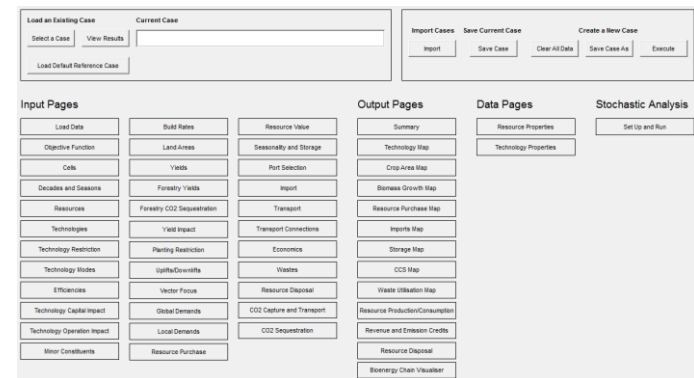 Load an Existing Case
Current Case
Select a Case
View Results
Load Default Reference Case
Import Cases
Save Current Case
Create a New Case
Import
Save Case
Clear All Data
Save Case As
Execute
Input Pages
Load Data
Build Rates
Resource Value
Objective Function
Land Areas
Seasonality and Storage
Cells
Yields
Port Selection
Decades and Seasons
Forestry Yields
Import
Resources
Forestry CO2 Sequestration
Transport
Technologies
Yield Impact
Transport Connections
Technology Restriction
Planting Restriction
Economics
Technology Modes
Uplifts/Downlifts
Wastes
Efficiencies
Vector Focus
Resource Disposal
Technology Capital Impact
Global Demands
CO2 Capture and Transport
Technology Operation Impact
Local Demands
CO2 Sequestration
Minor Constituents
Resource Purchase
Output Pages
Summary
Technology Map
Crop Area Map
Biomass Growth Map
Resource Purchase Map
Imports Map
Storage Map
CCS Map
Waste Utilisation Map
Resource Production/Consumption
Revenue and Emission Credits
Resource Disposal
Bioenergy Chain Visualiser
Data Pages
Resource Properties
Technology Properties
Stochastic Analysis
Set Up and Run